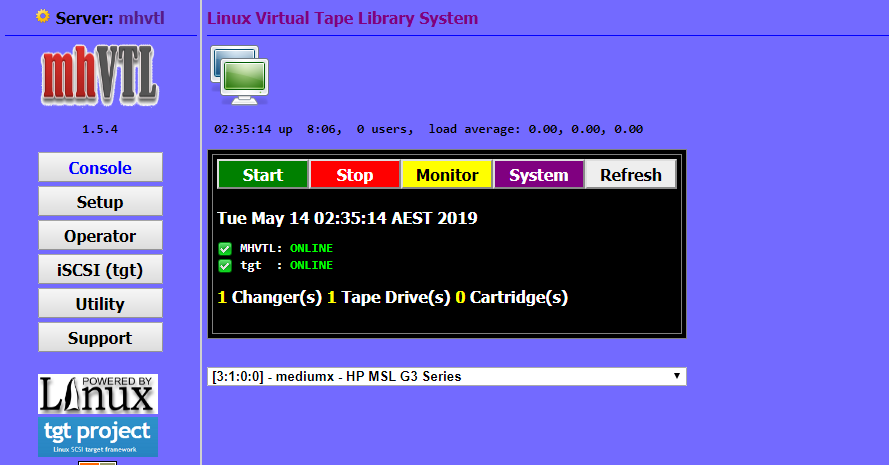 Server: mhvtl
Linux Virtual Tape Library System
mhVTL
1.5.4
02:35:14 up  8:06,  0 users,  load average: 0.00, 0.00, 0.00
Console
Setup
Operator
iSCSI (tgt)
Utility
Support
Start Stop Monitor System Refresh
Tue May 14 02:35:14 AEST 2019
MHVTL: ONLINE
tgt  : ONLINE
1 Changer(s) 1 Tape Drive(s) 0 Cartridge(s)
[3:1:0:0] - mediumx - HP MSL G3 Series
POWERED BY
Linux
tgt project
Linux SCSI target framework